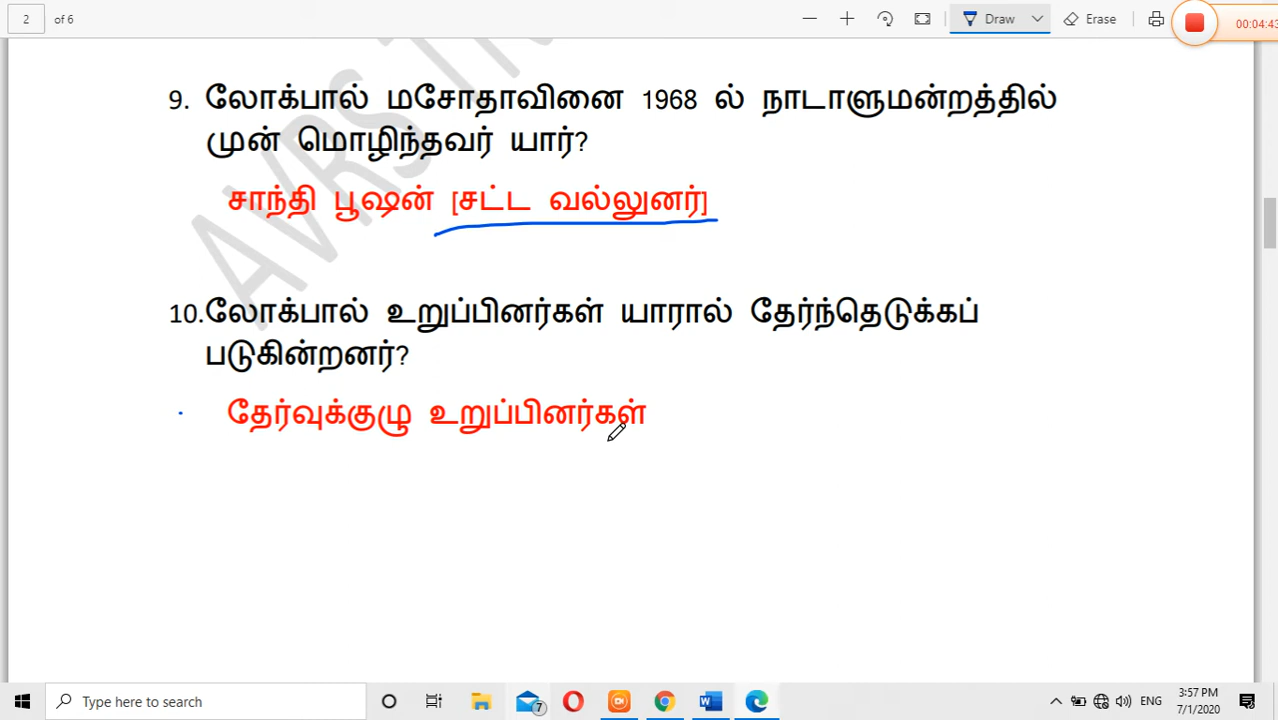 2 of 6 Draw Erase 00:04:43
AVRS
9. லோக்பால் மசோதாவினை 1968 ல் நாடாளுமன்றத்தில்
முன் மொழிந்தவர் யார்?
சாந்தி பூஷன் [சட்ட வல்லுனர்]
10.லோக்பால் உறுப்பினர்கள் யாரால் தேர்ந்தெடுக்கப்
படுகின்றனர்?
தேர்வுக்குழு உறுப்பினர்கள்
Type here to search 7 ENG 3:57 PM
7/1/2020